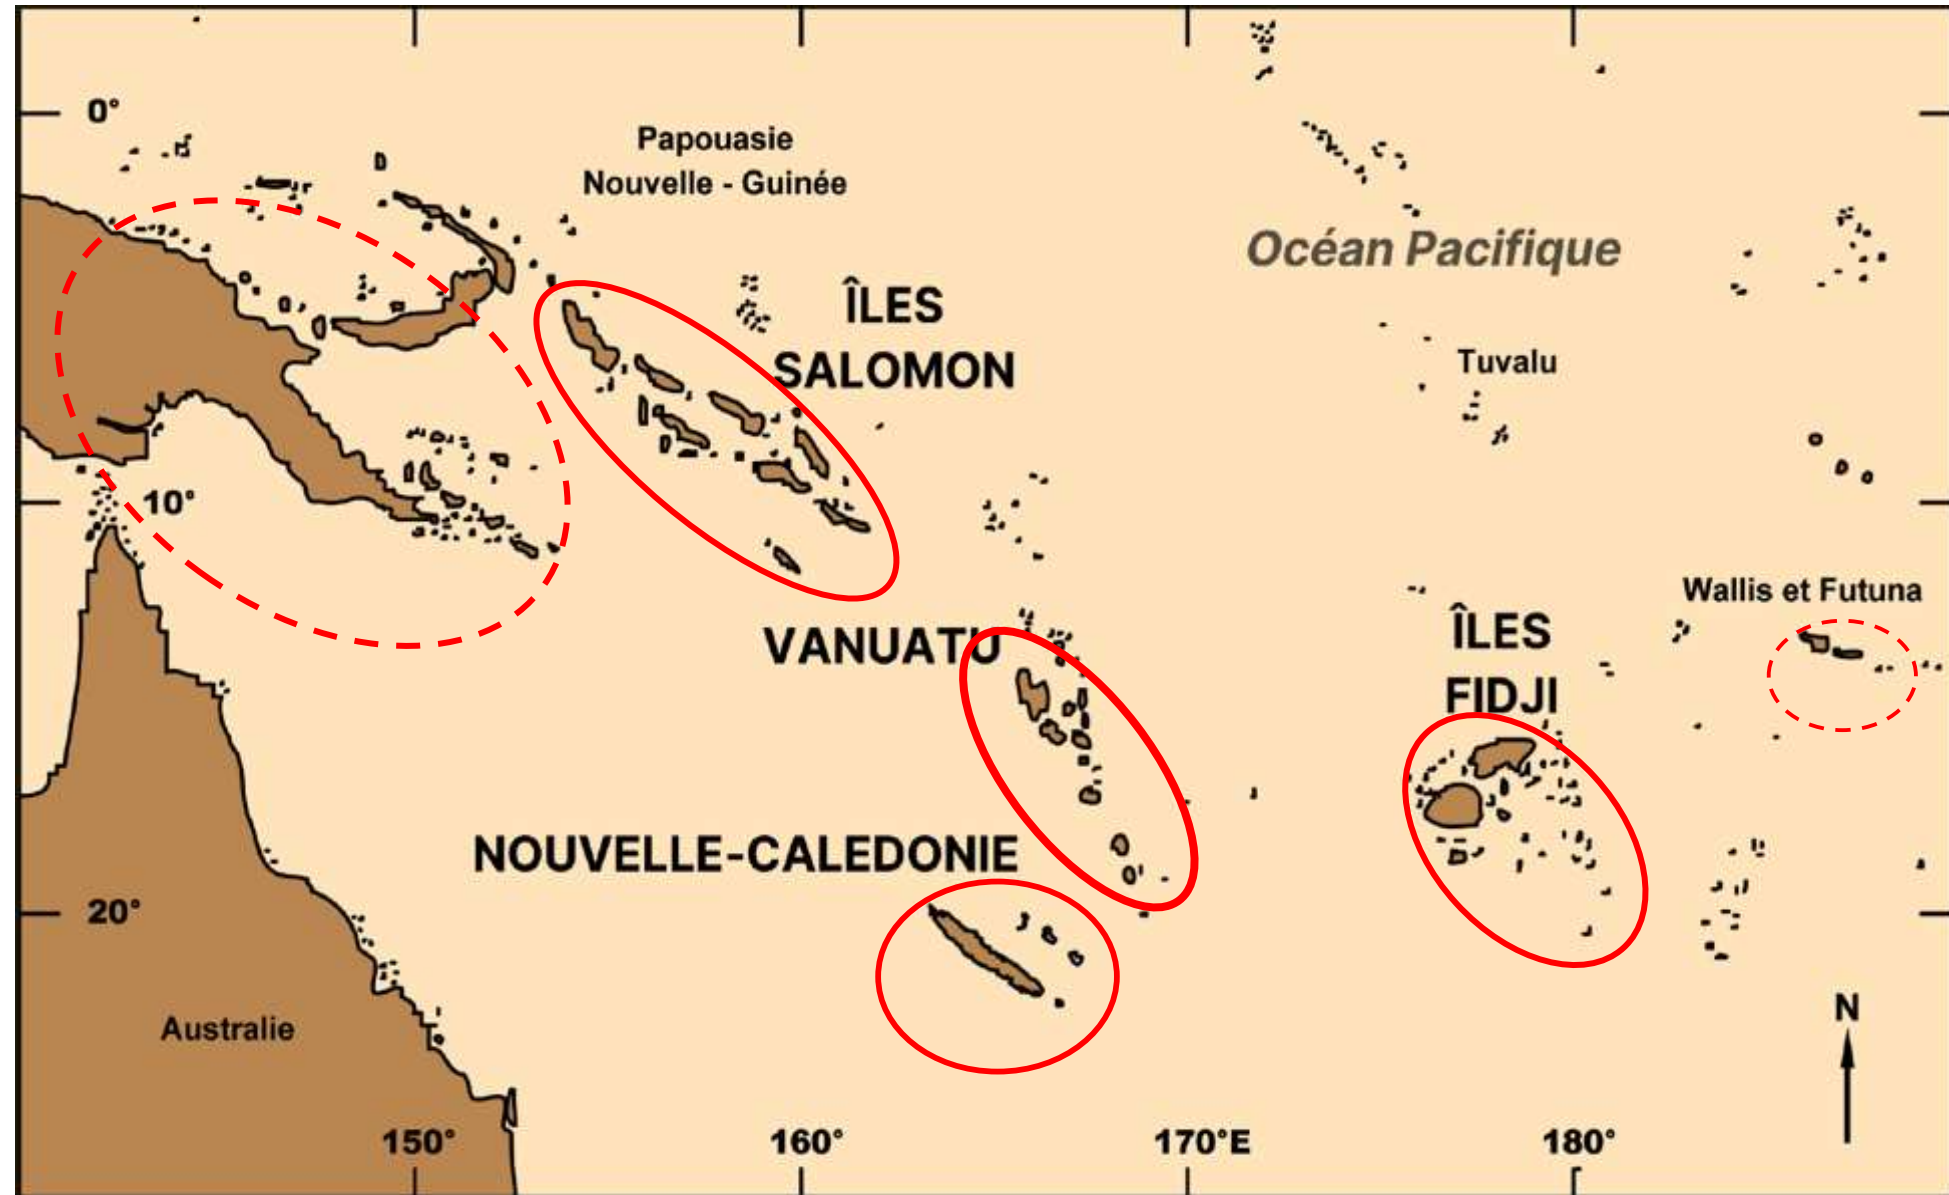 0°
Papouasie
Nouvelle - Guinée
Océan Pacifique
ÎLES
SALOMON
Tuvalu
10°
Wallis et Futuna
ÎLES
FIDJI
VANUATU
NOUVELLE-CALEDONIE
20°
Australie
N
150°
160°
170°E
180°